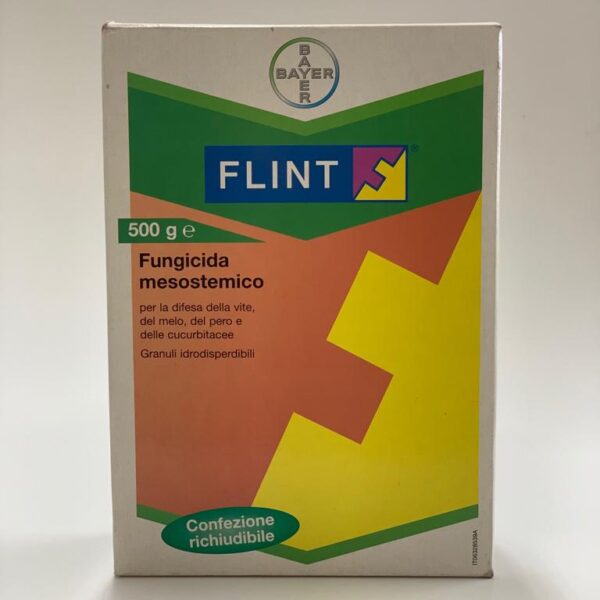 BAYER
BAYER
FLINT ®
500 g ℮
Fungicida
mesostemico
per la difesa della vite,
del melo, del pero e
delle cucurbitacee
Granuli idrodisperdibili
Confezione
richiudibile